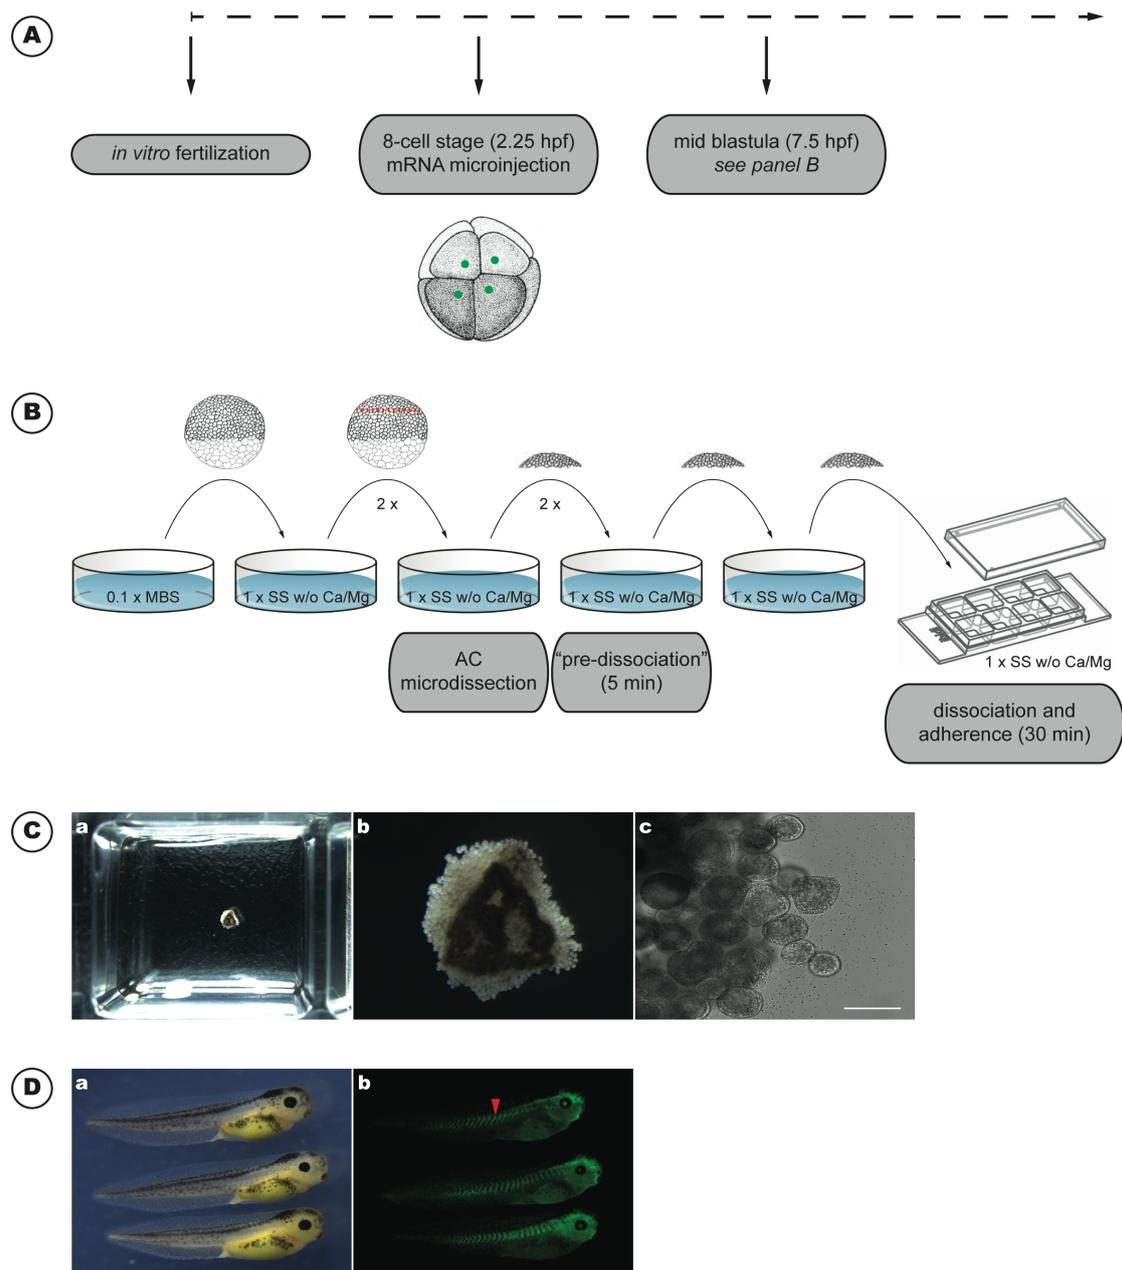 A
in vitro fertilization
8-cell stage (2.25 hpf)
mRNA microinjection
mid blastula (7.5 hpf)
see panel B
B
2 x
2 x
0.1 x MBS
1 x SS w/o Ca/Mg
1 x SS w/o Ca/Mg
1 x SS w/o Ca/Mg
1 x SS w/o Ca/Mg
1 x SS w/o Ca/Mg
AC
microdissection
“pre-dissociation”
(5 min)
dissociation and
adherence (30 min)
C
a
b
c
D
a
b